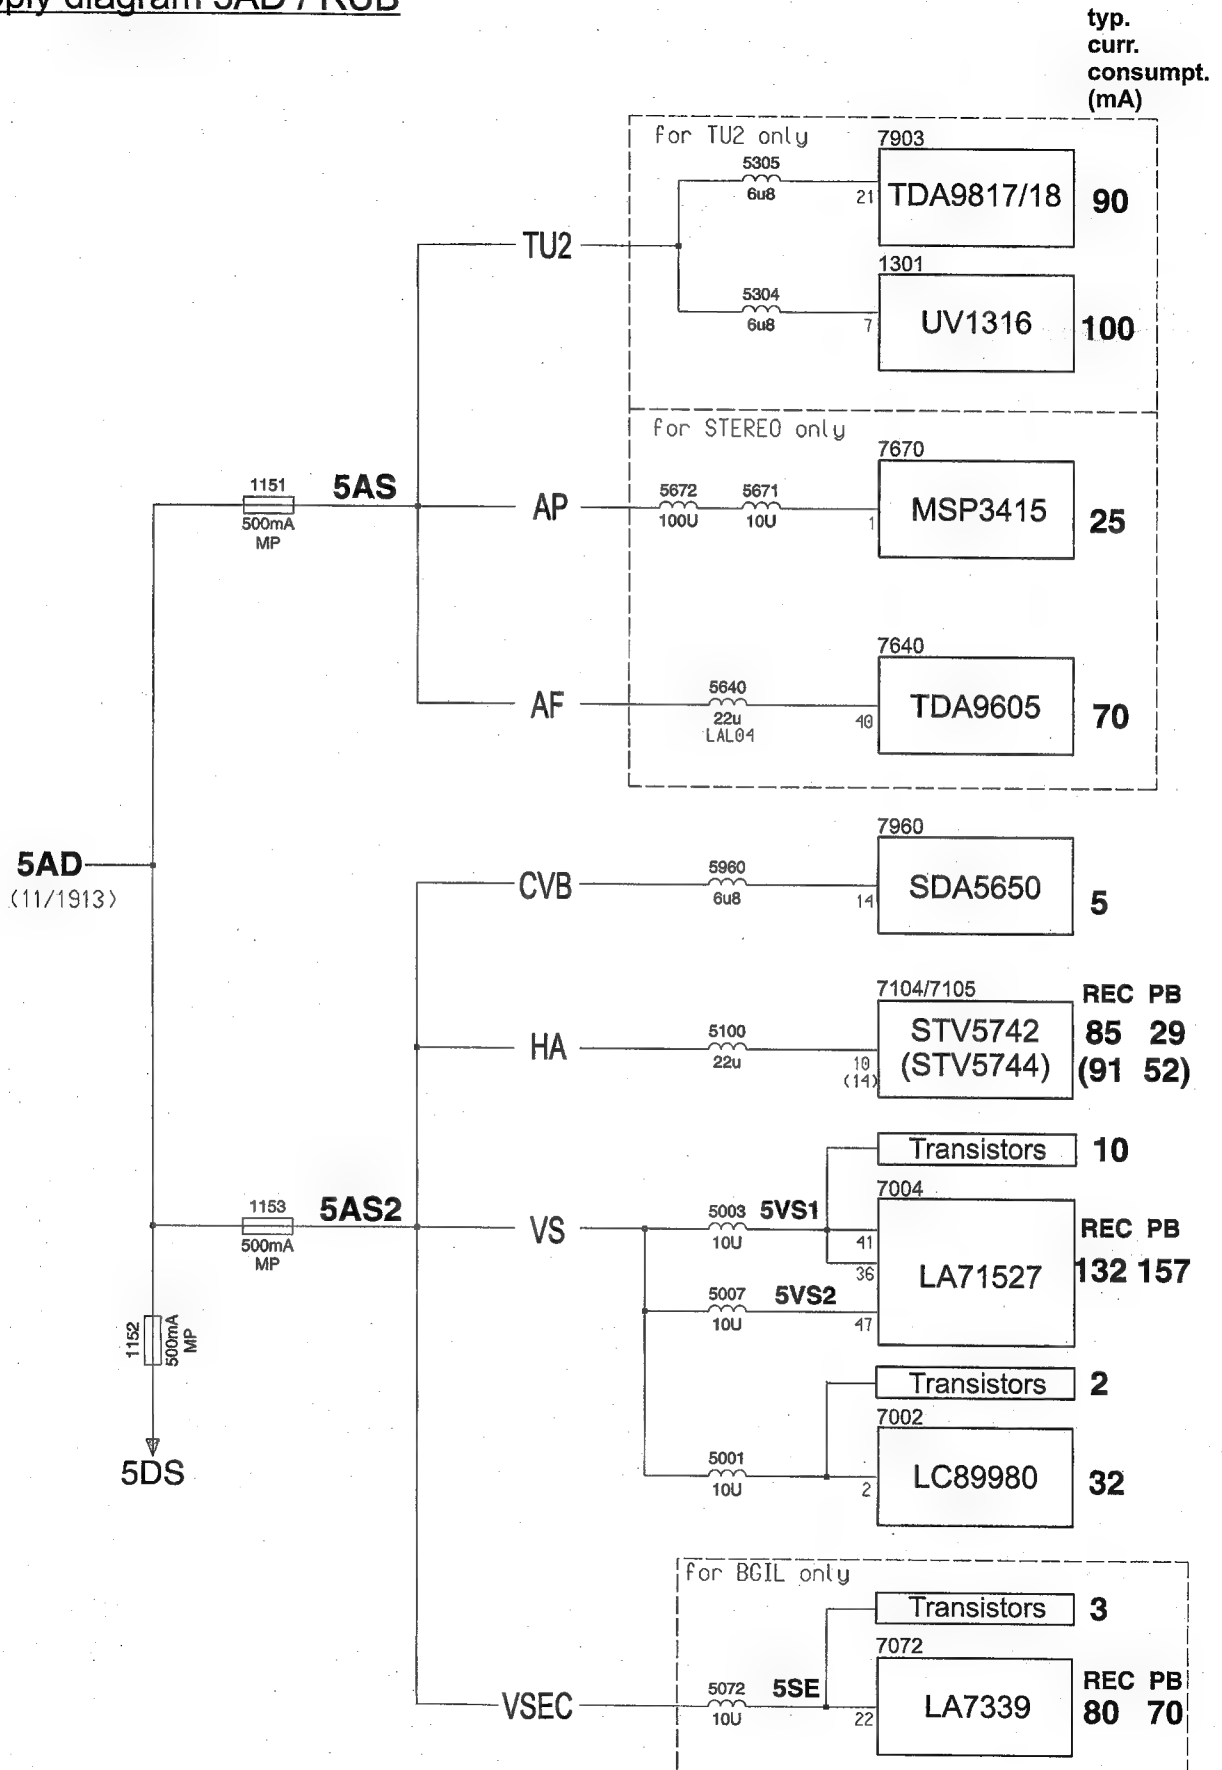 diagram 5AD / RUB
typ.
curr.
consumpt.
(mA)
for TU2 only
7903
5305
6u8
21
TDA9817/18
90
TU2
1301
5304
6u8
7
UV1316
100
for STEREO only
7670
1151
500mA
MP
5AS
AP
5672
100U
5671
10U
1
MSP3415
25
7640
AF
5640
22u
LAL04
40
TDA9605
70
7960
5AD
(11/1913)
CVB
5960
6u8
14
SDA5650
5
7104/7105
REC PB
HA
5100
22u
10
(14)
STV5742
(STV5744)
85 29
(91 52)
Transistors
10
7004
1153
500mA
MP
5AS2
VS
5003
10U
5VS1
41
36
REC PB
LA71527
132 157
5007
10U
5VS2
47
1152
500mA
MP
Transistors
2
7002
5DS
5001
10U
2
LC89980
32
for BGIL only
Transistors
3
7072
VSEC
5072
10U
5SE
22
LA7339
REC PB
80 70